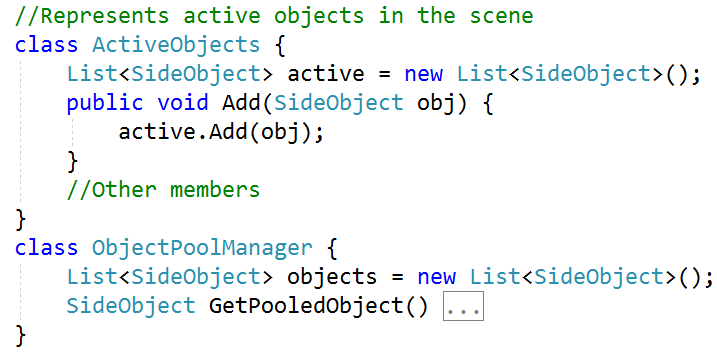 //Represents active objects in the scene
class ActiveObjects {
    List<SideObject> active = new List<SideObject>();
    public void Add(SideObject obj) {
        active.Add(obj);
    }
    //Other members
}
class ObjectPoolManager {
    List<SideObject> objects = new List<SideObject>();
    SideObject GetPooledObject() ...
}